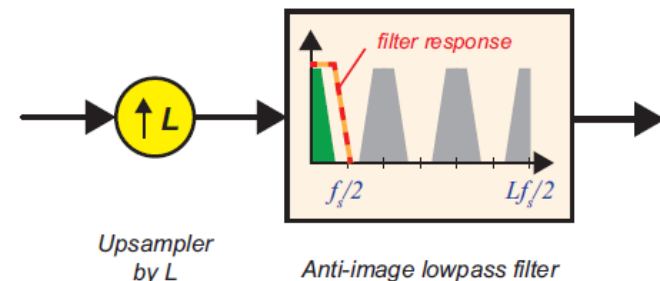 filter response
↑ L
fs/2
Lfs/2
Upsampler
by L
Anti-image lowpass filter